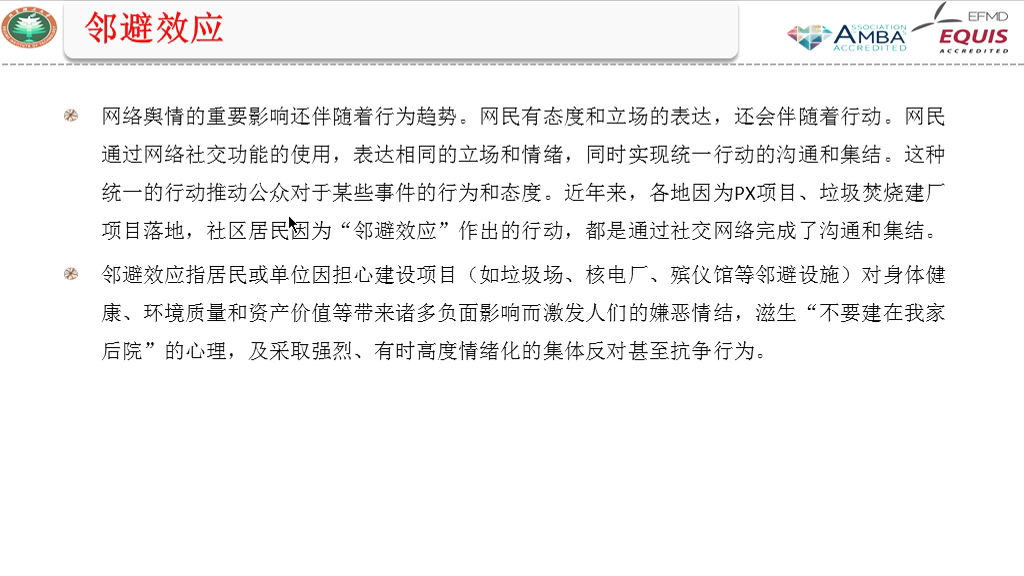 邻避效应
ASSOCIATION
AMBA
ACCREDITED
EFMD
EQUIS
ACCREDITED
网络舆情的重要影响还伴随着行为趋势。网民有态度和立场的表达，还会伴随着行动。网民
通过网络社交功能的使用，表达相同的立场和情绪，同时实现统一行动的沟通和集结。这种
统一的行动推动公众对于某些事件的行为和态度。近年来，各地因为PX项目、垃圾焚烧建厂
项目落地，社区居民因为“邻避效应”作出的行动，都是通过社交网络完成了沟通和集结。
邻避效应指居民或单位因担心建设项目（如垃圾场、核电厂、殡仪馆等邻避设施）对身体健
康、环境质量和资产价值等带来诸多负面影响而激发人们的嫌恶情结，滋生“不要建在我家
后院”的心理，及采取强烈、有时高度情绪化的集体反对甚至抗争行为。